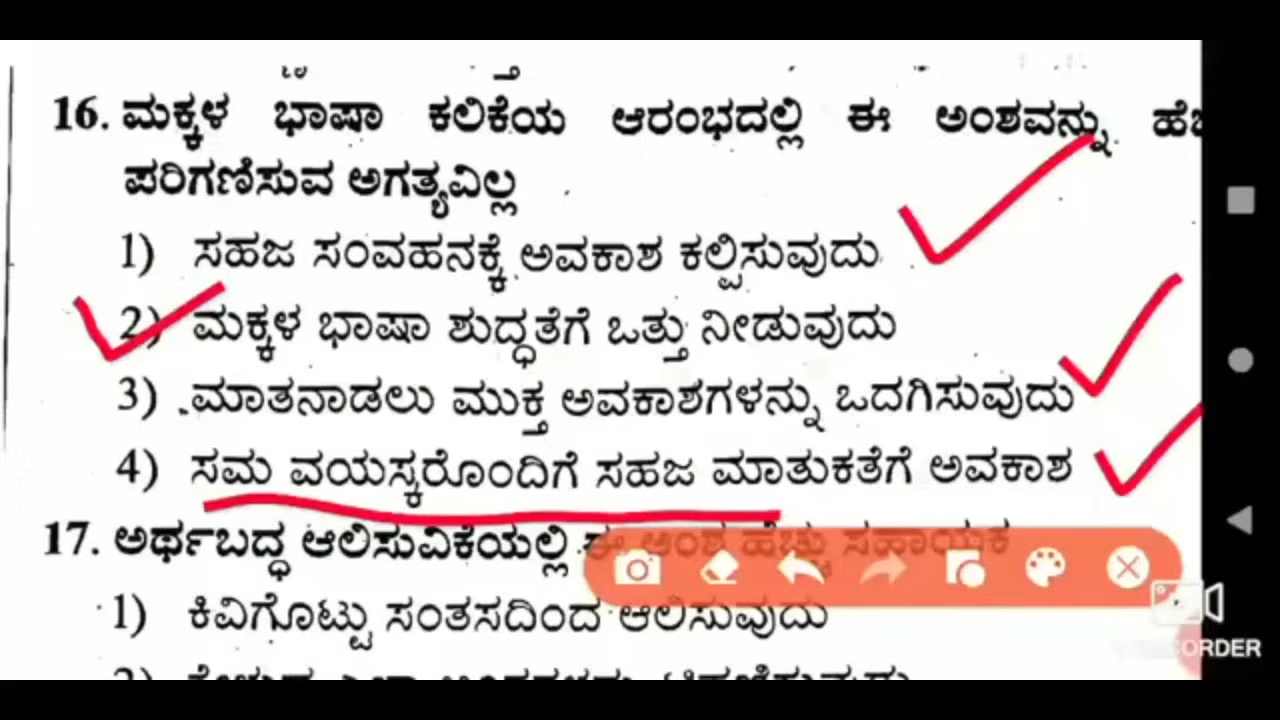 16. ಮಕ್ಕಳ ಭಾಷಾ ಕಲಿಕೆಯ ಆರಂಭದಲ್ಲಿ ಈ ಅಂಶವನ್ನು
ಪರಿಗಣಿಸುವ ಅಗತ್ಯವಿಲ್ಲ
1) ಸಹಜ ಸಂವಹನಕ್ಕೆ ಅವಕಾಶ ಕಲ್ಪಿಸುವುದು
2) ಮಕ್ಕಳ ಭಾಷಾ ಶುದ್ಧತೆಗೆ ಒತ್ತು ನೀಡುವುದು
3) ಮಾತನಾಡಲು ಮುಕ್ತ ಅವಕಾಶಗಳನ್ನು ಒದಗಿಸುವುದು
4) ಸಮ ವಯಸ್ಕರೊಂದಿಗೆ ಸಹಜ ಮಾತುಕತೆಗೆ ಅವಕಾಶ
17. ಅರ್ಥಬದ್ಧ ಆಲಿಸುವಿಕೆಯಲ್ಲಿ ಈ ಅಂಶ ಹೆಚ್ಚು ಸಹಾಯಕ
1) ಕಿವಿಗೊಟ್ಟು ಸಂತಸದಿಂದ ಆಲಿಸುವುದು